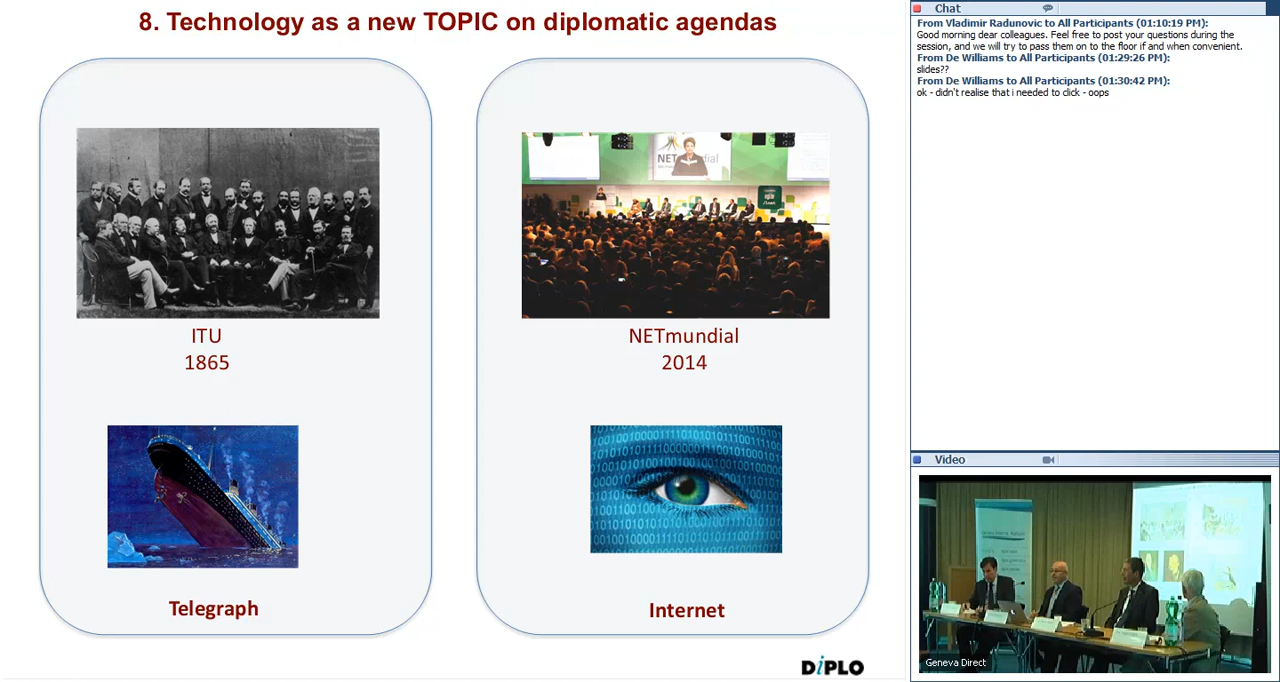 8. Technology as a new TOPIC on diplomatic agendas
ITU
1865
Telegraph
NETmundial
2014
Internet
DiPLO
Chat
From Vladimir Radunovic to All Participants (01:10:19 PM):
Good morning dear colleagues. Feel free to post your questions during the
session, and we will try to pass them on to the floor if and when convenient.
From De Williams to All Participants (01:29:26 PM):
slides??
From De Williams to All Participants (01:30:42 PM):
ok - didn't realise that i needed to click - oops
Video
Geneva Direct